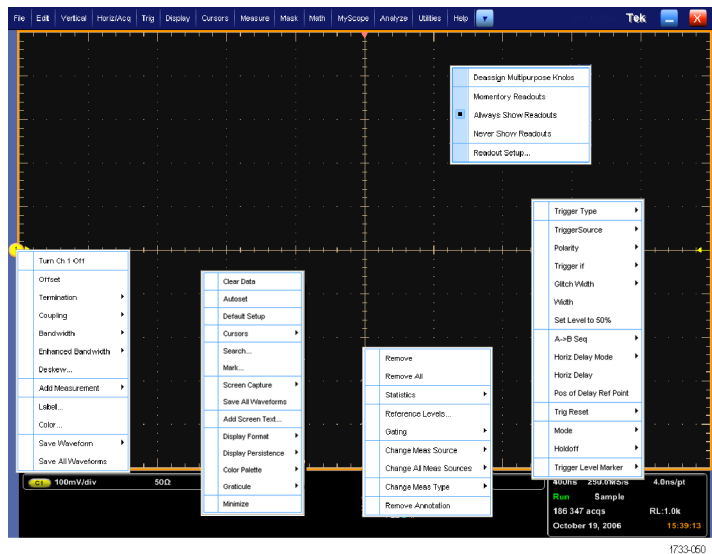 File Edit Vertical Horiz/Acq Trig Display Cursors Measure Mask Math MyScope Analyze Utilities Help Tek
Deassign Multipurpose Knobs
Momentory Readouts
Always Show Readouts
Never Show Readouts
Readout Setup...
Trigger Type
TriggerSource
Polarity
Trigger if
Glitch Width
Width
Set Level to 50%
A->B Seq
Horiz Delay Mode
Horiz Delay
Pos of Delay Ref Point
Trig Reset
Mode
Holdoff
Trigger Level Marker
Turn Ch 1 Off
Offset
Termination
Coupling
Bandwidth
Enhanced Bandwidth
Deskew...
Add Measurement
Label...
Color...
Save Waveform
Save All Waveforms
Clear Data
Autoset
Default Setup
Cursors
Search...
Mark...
Screen Capture
Save All Waveforms
Add Screen Text...
Display Format
Display Persistence
Color Palette
Graticule
Minimize
Remove
Remove All
Statistics
Reference Levels...
Gating
Change Meas Source
Change All Meas Sources
Change Meas Type
Remove Annotation
C1 100mV/div 50Ω
400ns 250.0MS/s 4.0ns/pt
Run Sample
186 347 acqs RL:1.0k
October 19, 2006 15:39:13
1733-050